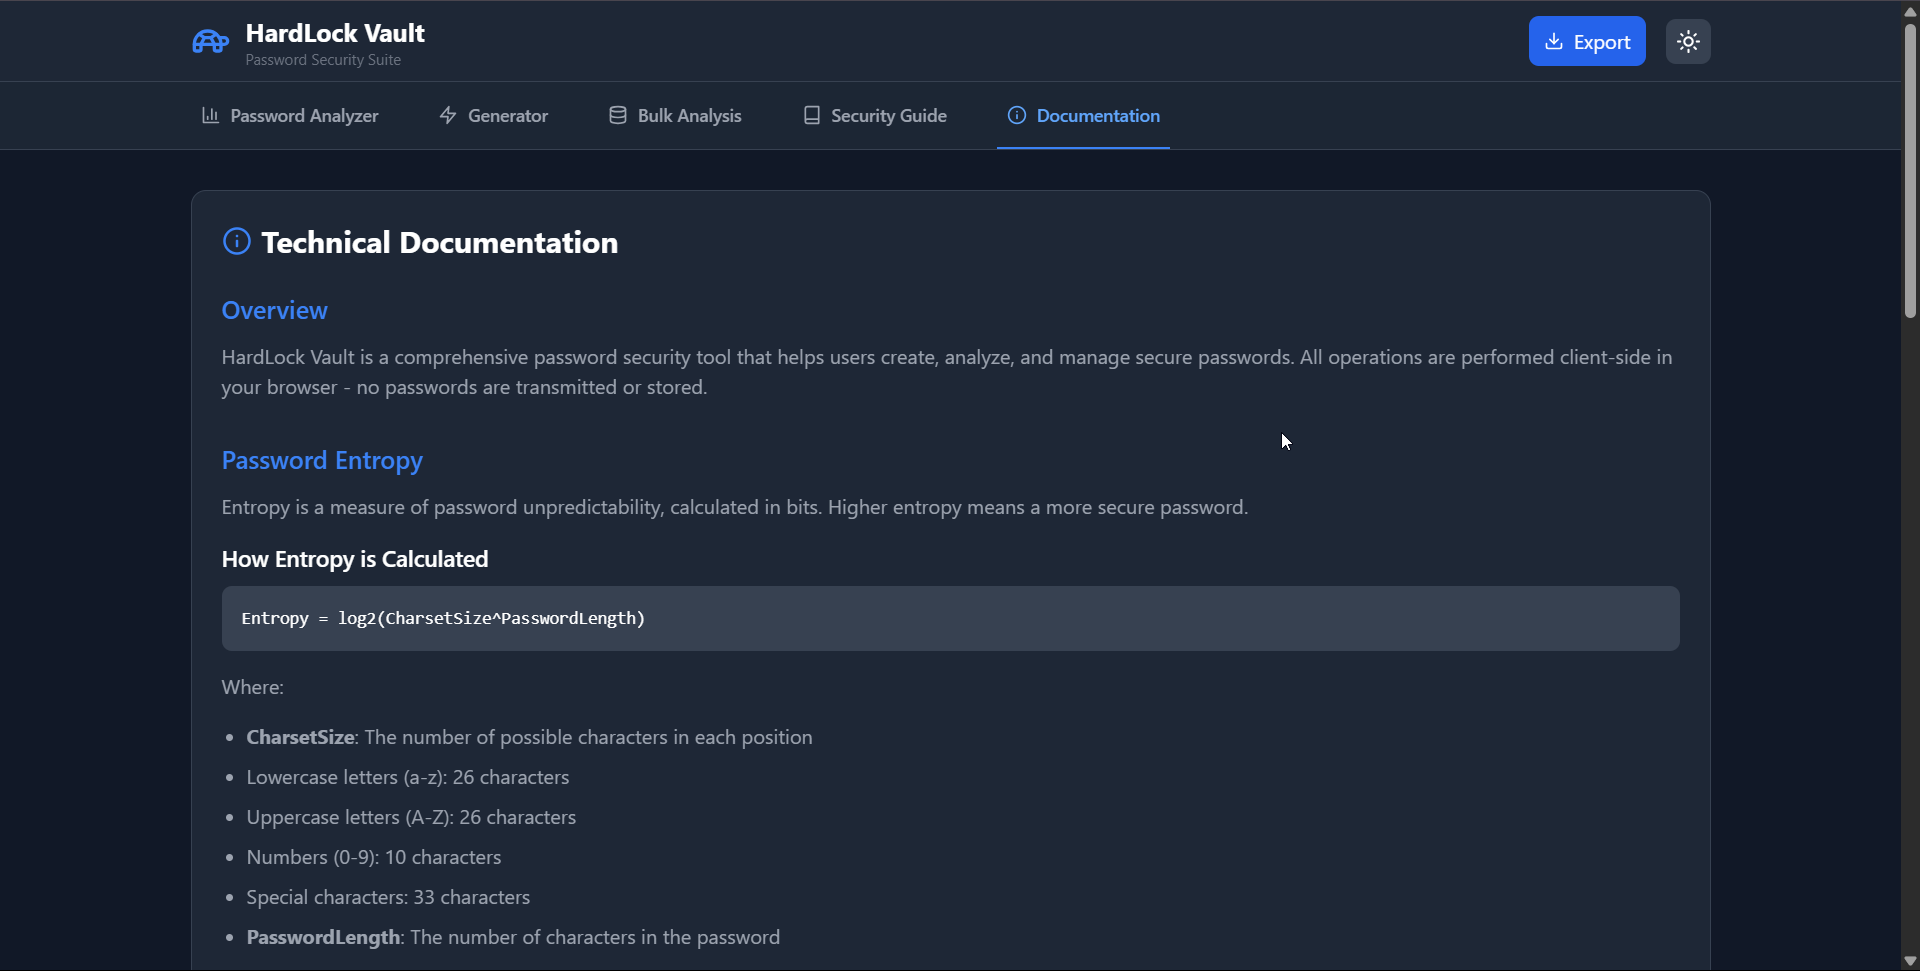 HardLock Vault
Password Security Suite
Export
Password Analyzer
Generator
Bulk Analysis
Security Guide
Documentation
Technical Documentation
Overview
HardLock Vault is a comprehensive password security tool that helps users create, analyze, and manage secure passwords. All operations are performed client-side in
your browser - no passwords are transmitted or stored.
Password Entropy
Entropy is a measure of password unpredictability, calculated in bits. Higher entropy means a more secure password.
How Entropy is Calculated
Entropy = log2(CharsetSize^PasswordLength)
Where:
• CharsetSize: The number of possible characters in each position
• Lowercase letters (a-z): 26 characters
• Uppercase letters (A-Z): 26 characters
• Numbers (0-9): 10 characters
• Special characters: 33 characters
• PasswordLength: The number of characters in the password